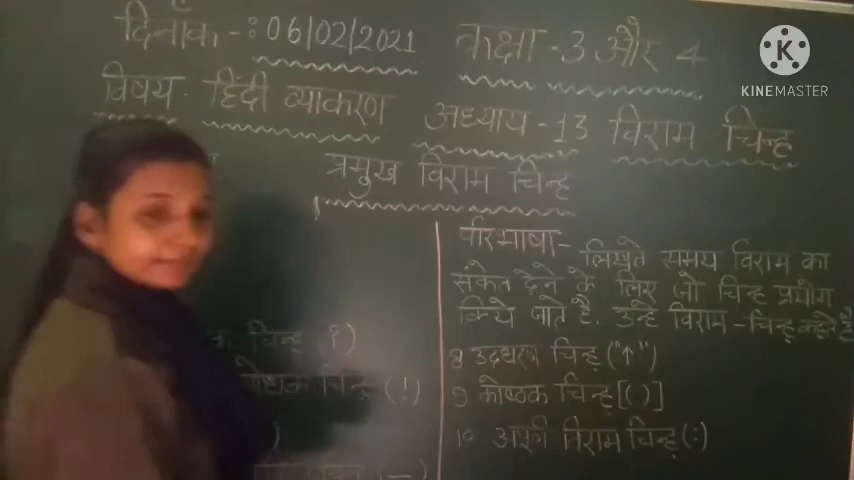 दिनाँक -: 06/02/2021 कक्षा -3 और 4
K
KINEMASTER
विषय - हिंदी व्याकरण अध्याय - 13 विराम चिन्ह
प्रमुख विराम चिन्ह
चिन्ह (?)
बोधक चिन्ह (!)
)
(—)
परिभाषा- लिखते समय विराम का
संकेत देने के लिए जो चिन्ह प्रयोग
किये जाते है. उन्हे विराम-चिन्ह कहते है
8 उद्धरण चिन्ह ("↑")
9 कोष्ठक चिन्ह [( )]
10 विराम चिन्ह (:)